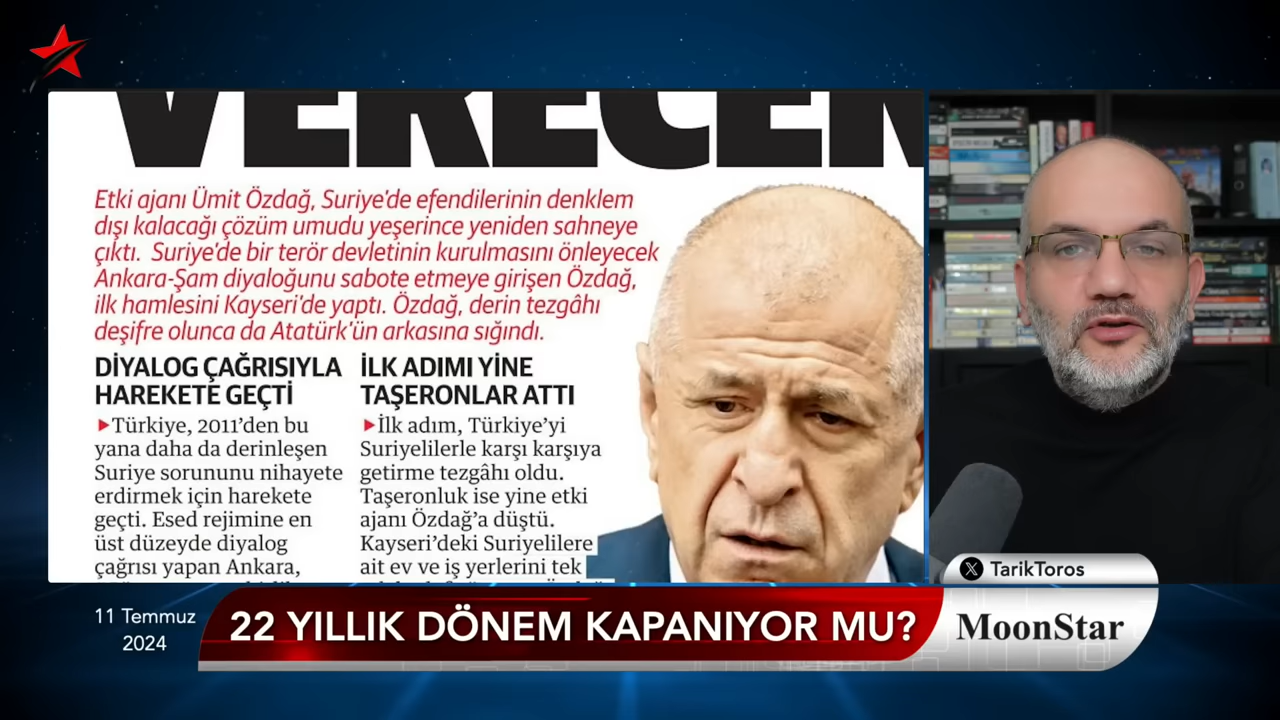 VERECEK
Etki ajanı Ümit Özdağ, Suriye'de efendilerinin denklem
dışı kalacağı çözüm umudu yeşerince yeniden sahneye
çıktı. Suriye'de bir terör devletinin kurulmasını önleyecek
Ankara-Şam diyaloğunu sabote etmeye girişen Özdağ,
ilk hamlesini Kayseri'de yaptı. Özdağ, derin tezgâhı
deşifre olunca da Atatürk'ün arkasına sığındı.
DİYALOG ÇAĞRISIYLA
HAREKETE GEÇTİ
Türkiye, 2011'den bu
yana daha da derinleşen
Suriye sorununu nihayete
erdirmek için harekete
geçti. Esed rejimine en
üst düzeyde diyalog
çağrısı yapan Ankara,
İLK ADIMI YİNE
TAŞERONLAR ATTI
İlk adım, Türkiye'yi
Suriyelilerle karşı karşıya
getirme tezgâhı oldu.
Taşeronluk ise yine etki
ajanı Özdağ'a düştü.
Kayseri'deki Suriyelilere
ait ev ve iş yerlerini tek
X TarikToros
11 Temmuz
2024
22 YILLIK DÖNEM KAPANIYOR MU?
MoonStar